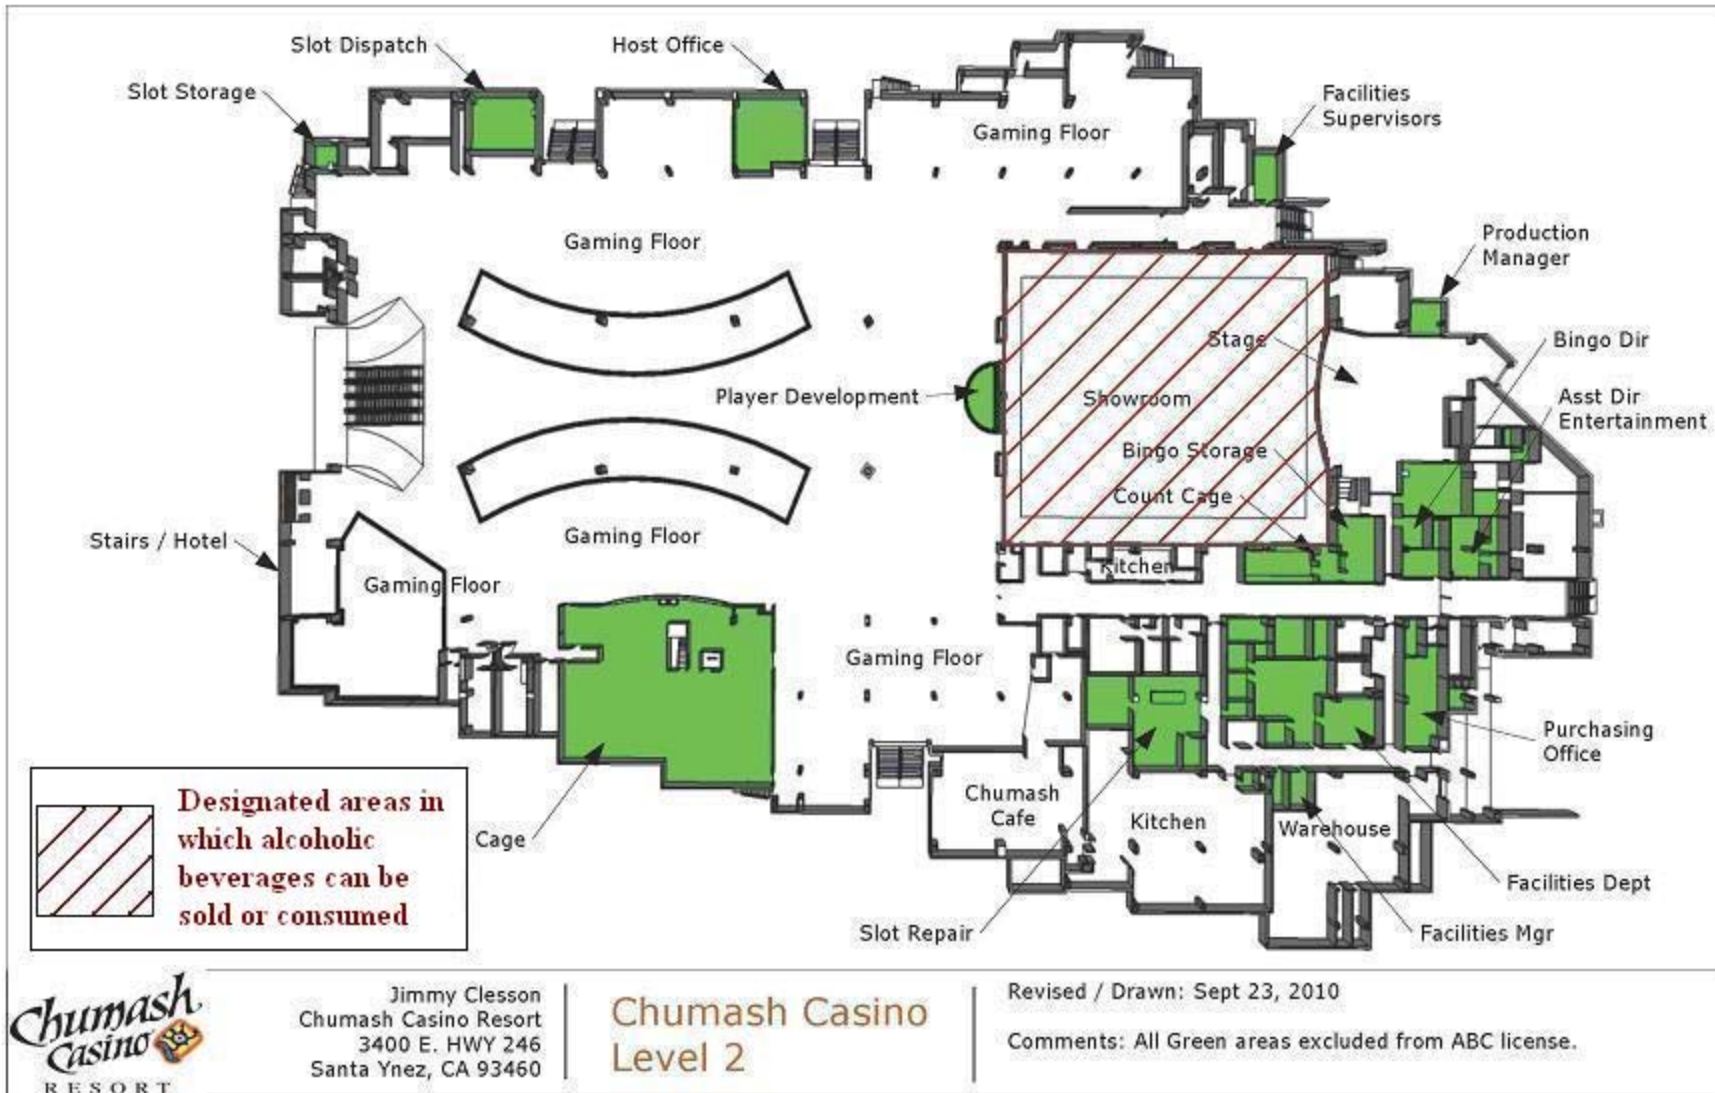 Slot Dispatch
Host Office
Slot Storage
Facilities
Supervisors
Gaming Floor
Production
Manager
Gaming Floor
Stage
Bingo Dir
Player Development
Showroom
Asst Dir
Entertainment
Bingo Storage
Count Cage
Stairs / Hotel
Gaming Floor
Kitchen
Gaming Floor
Gaming Floor
Purchasing
Office
Chumash
Cafe
Kitchen
Warehouse
Cage
Facilities Dept
Slot Repair
Facilities Mgr
Designated areas in
which alcoholic
beverages can be
sold or consumed
Chumash
Casino
RESORT
Jimmy Clesson
Chumash Casino Resort
3400 E. HWY 246
Santa Ynez, CA 93460
Chumash Casino
Level 2
Revised / Drawn: Sept 23, 2010
Comments: All Green areas excluded from ABC license.